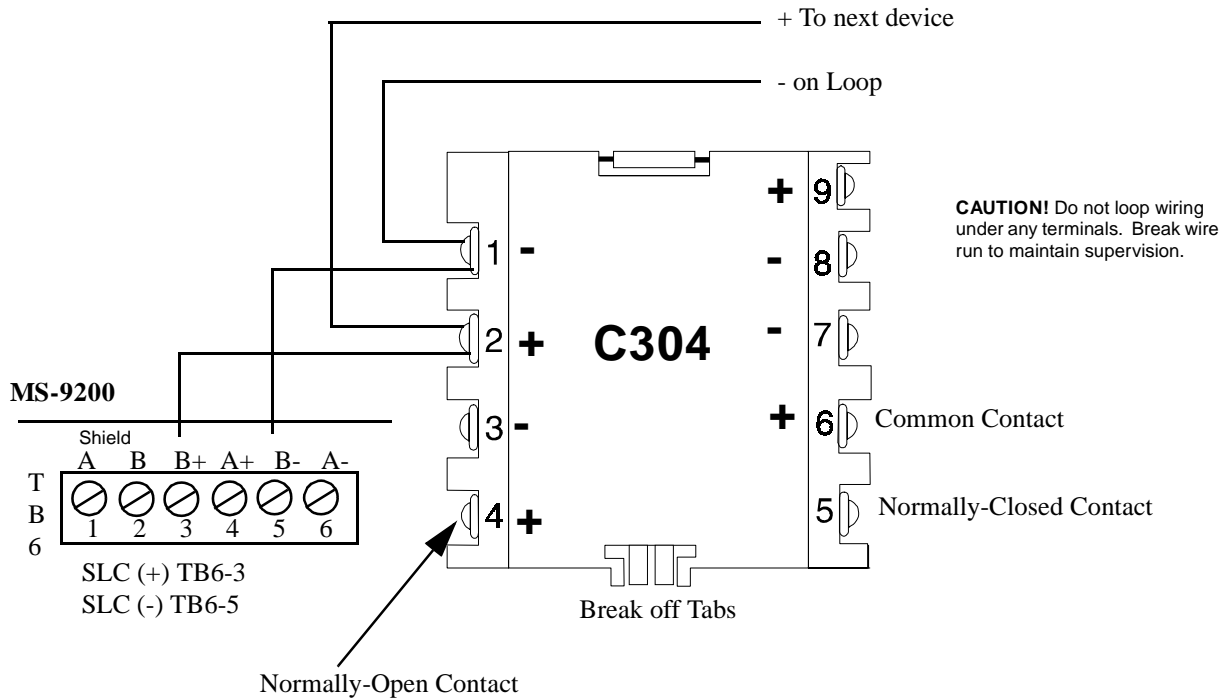 + To next device
- on Loop
+ 9
CAUTION! Do not loop wiring
under any terminals. Break wire
run to maintain supervision.
1 -
- 8
2 +
C304
- 7
MS-9200
3 -
+ 6 Common Contact
Shield
A B B+ A+ B- A-
T
B
6
1 2 3 4 5 6
4 +
5 Normally-Closed Contact
SLC (+) TB6-3
SLC (-) TB6-5
Break off Tabs
Normally-Open Contact